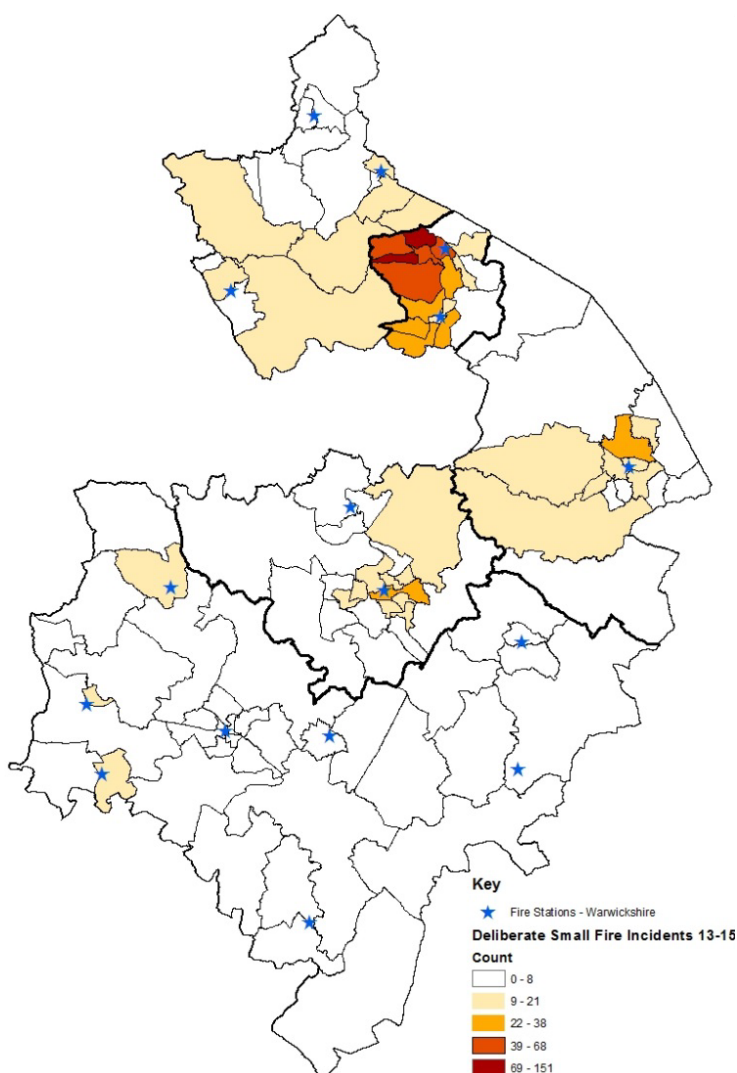 Key
Fire Stations - Warwickshire
Deliberate Small Fire Incidents 13-15
Count
0 - 8
9 - 21
22 - 38
39 - 68
69 - 151